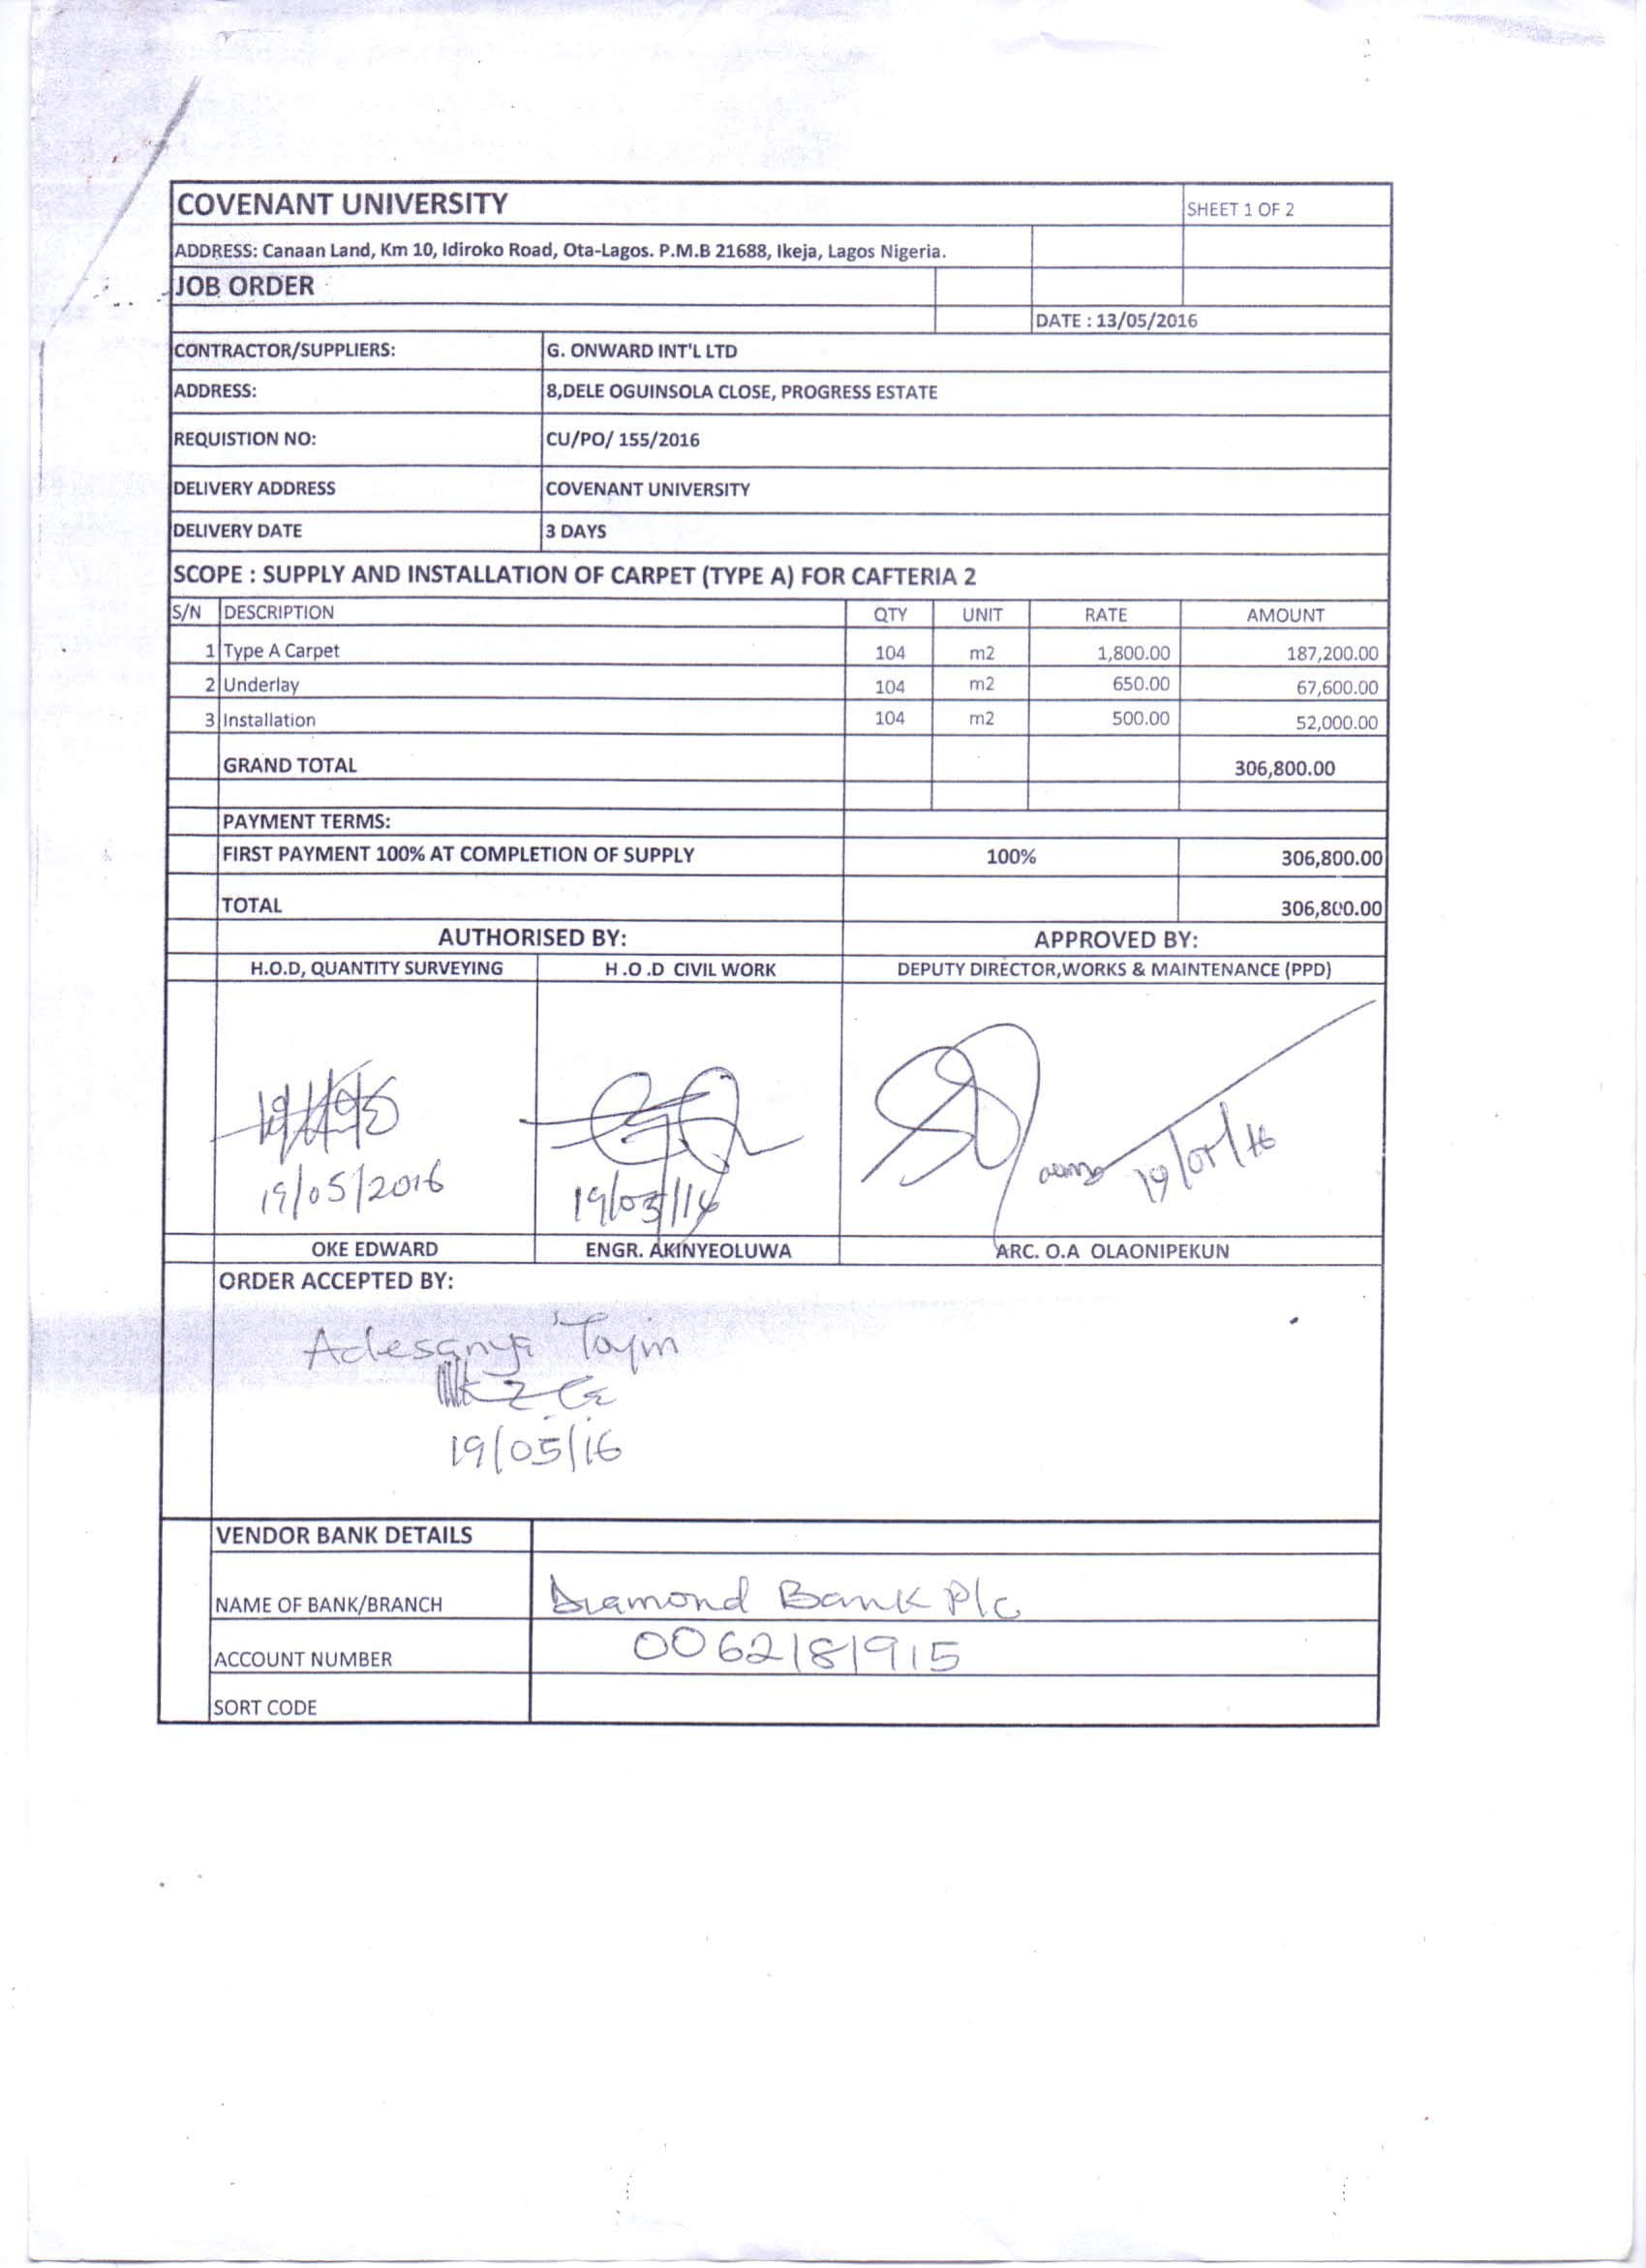 COVENANT UNIVERSITY SHEET 1 OF 2
ADDRESS: Canaan Land, Km 10, Idiroko Road, Ota-Lagos. P.M.B 21688, Ikeja, Lagos Nigeria.
JOB ORDER
DATE : 13/05/2016
CONTRACTOR/SUPPLIERS: G. ONWARD INT'L LTD
ADDRESS: 8,DELE OGUINSOLA CLOSE, PROGRESS ESTATE
REQUISTION NO: CU/PO/ 155/2016
DELIVERY ADDRESS COVENANT UNIVERSITY
DELIVERY DATE 3 DAYS
SCOPE : SUPPLY AND INSTALLATION OF CARPET (TYPE A) FOR CAFTERIA 2
S/N DESCRIPTION QTY UNIT RATE AMOUNT
1 Type A Carpet 104 m2 1,800.00 187,200.00
2 Underlay 104 m2 650.00 67,600.00
3 Installation 104 m2 500.00 52,000.00
GRAND TOTAL 306,800.00
PAYMENT TERMS:
FIRST PAYMENT 100% AT COMPLETION OF SUPPLY 100% 306,800.00
TOTAL 306,800.00
AUTHORISED BY: APPROVED BY:
H.O.D, QUANTITY SURVEYING H .O .D CIVIL WORK DEPUTY DIRECTOR,WORKS & MAINTENANCE (PPD)
19/05/2016 19/05/16
OKE EDWARD ENGR. AKINYEOLUWA ARC. O.A OLAONIPEKUN
ORDER ACCEPTED BY:
Adesanya
19/05/16
VENDOR BANK DETAILS
NAME OF BANK/BRANCH Diamond Bank Plc
ACCOUNT NUMBER 0062181915
SORT CODE